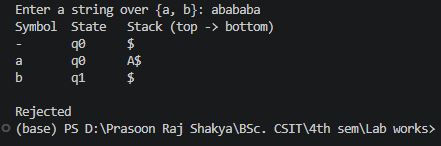 Enter a string over {a, b}: abababa
Symbol  State   Stack (top -> bottom)
-       q0      $
a       q0      A$
b       q1      $
Rejected
(base) PS D:\Prasoon Raj Shakya\BSc. CSIT\4th sem\Lab works>